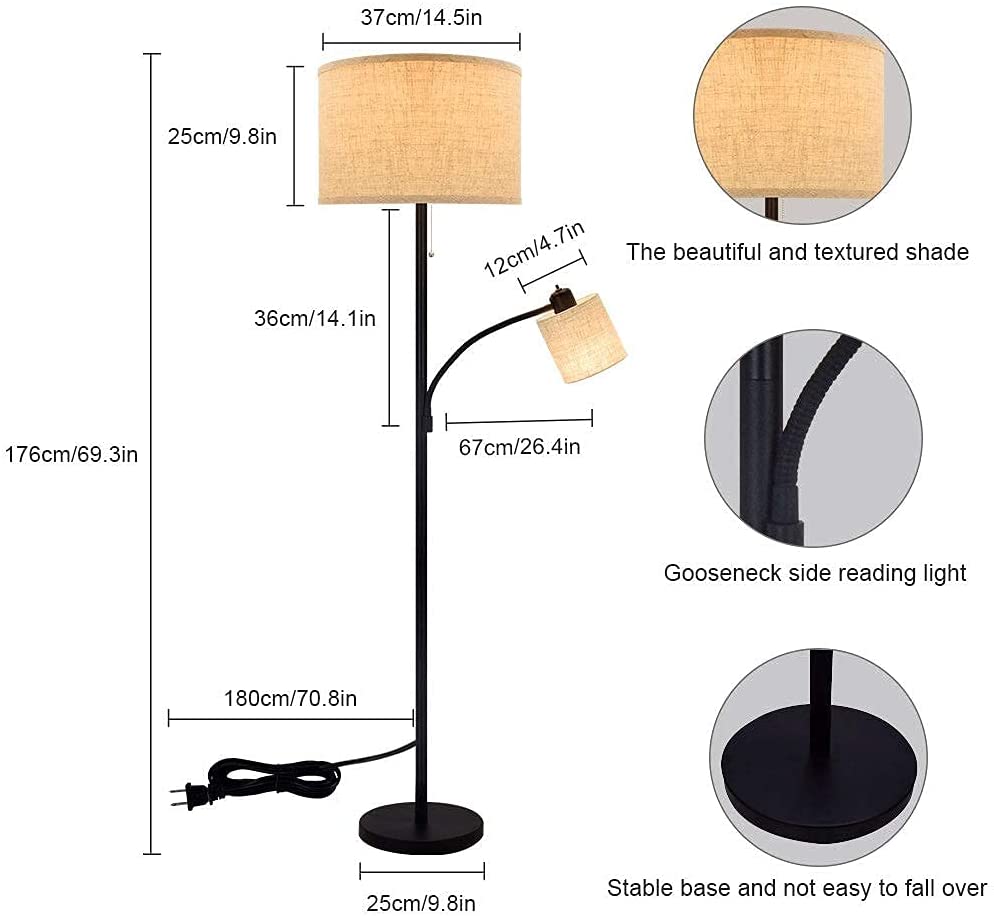 37cm/14.5in
25cm/9.8in
The beautiful and textured shade
12cm/4.7in
36cm/14.1in
67cm/26.4in
176cm/69.3in
Gooseneck side reading light
180cm/70.8in
25cm/9.8in
Stable base and not easy to fall over